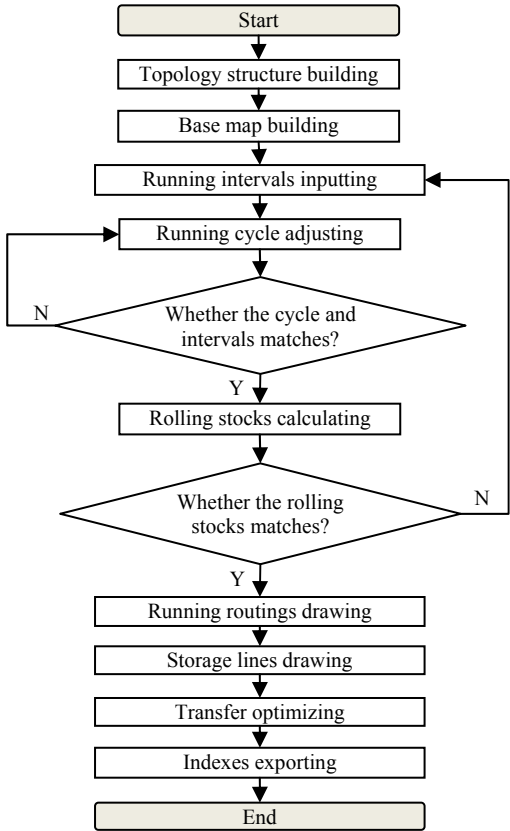 Start
Topology structure building
Base map building
Running intervals inputting
Running cycle adjusting
N
Whether the cycle and
intervals matches?
Y
Rolling stocks calculating
Whether the rolling
stocks matches?
N
Y
Running routings drawing
Storage lines drawing
Transfer optimizing
Indexes exporting
End